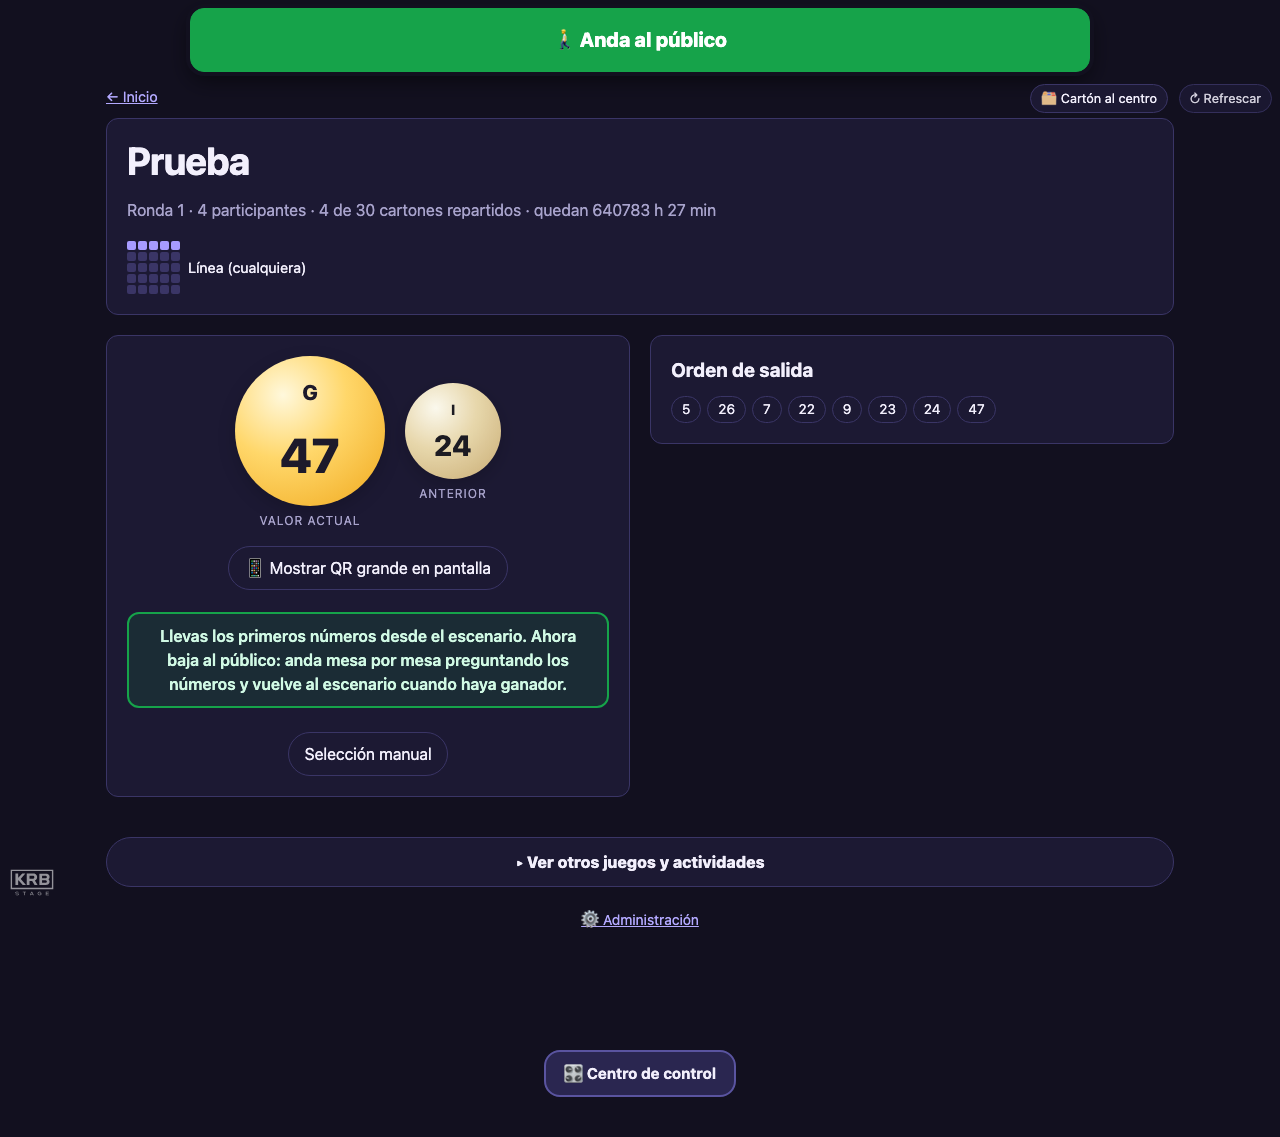 🚶 Anda al público
← Inicio
🗂️ Cartón al centro
↻ Refrescar
Prueba
Ronda 1 · 4 participantes · 4 de 30 cartones repartidos · quedan 640783 h 27 min
Línea (cualquiera)
G
47
VALOR ACTUAL
I
24
ANTERIOR
📱 Mostrar QR grande en pantalla
Llevas los primeros números desde el escenario. Ahora
baja al público: anda mesa por mesa preguntando los
números y vuelve al escenario cuando haya ganador.
Selección manual
Orden de salida
5 26 7 22 9 23 24 47
▸ Ver otros juegos y actividades
KRB
STAGE
⚙️ Administración
🎛️ Centro de control